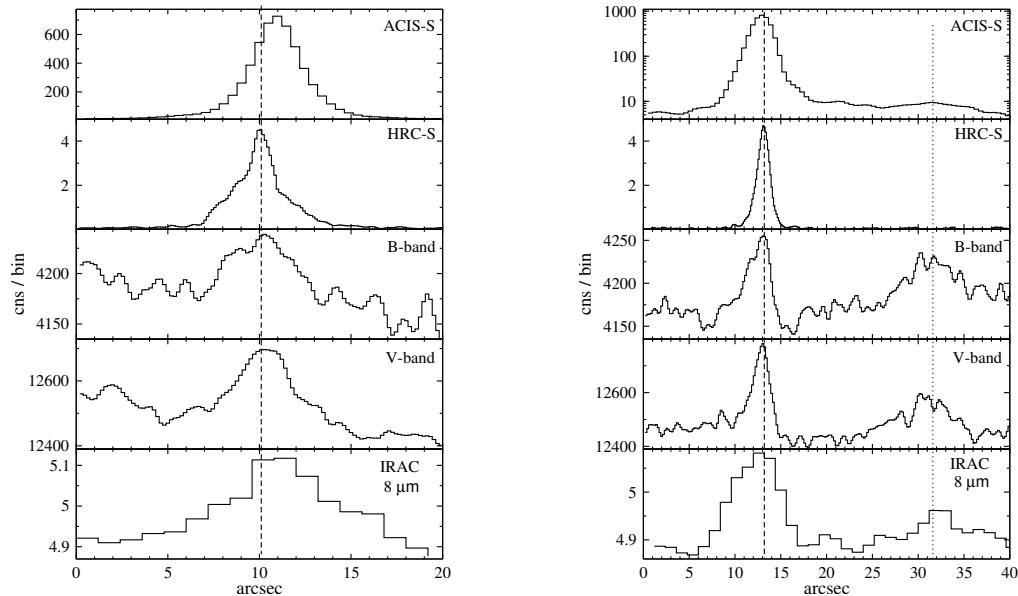 ACIS-S
600
400
200
HRC-S
4
2
B-band
4200
4150
cns / bin
V-band
12600
12400
IRAC
8 μm
5.1
5
4.9
0 5 10 15 20
arcsec
ACIS-S
1000
100
10
HRC-S
4
2
B-band
4250
4200
4150
cns / bin
V-band
12600
12400
IRAC
8 μm
5
4.9
0 5 10 15 20 25 30 35 40
arcsec